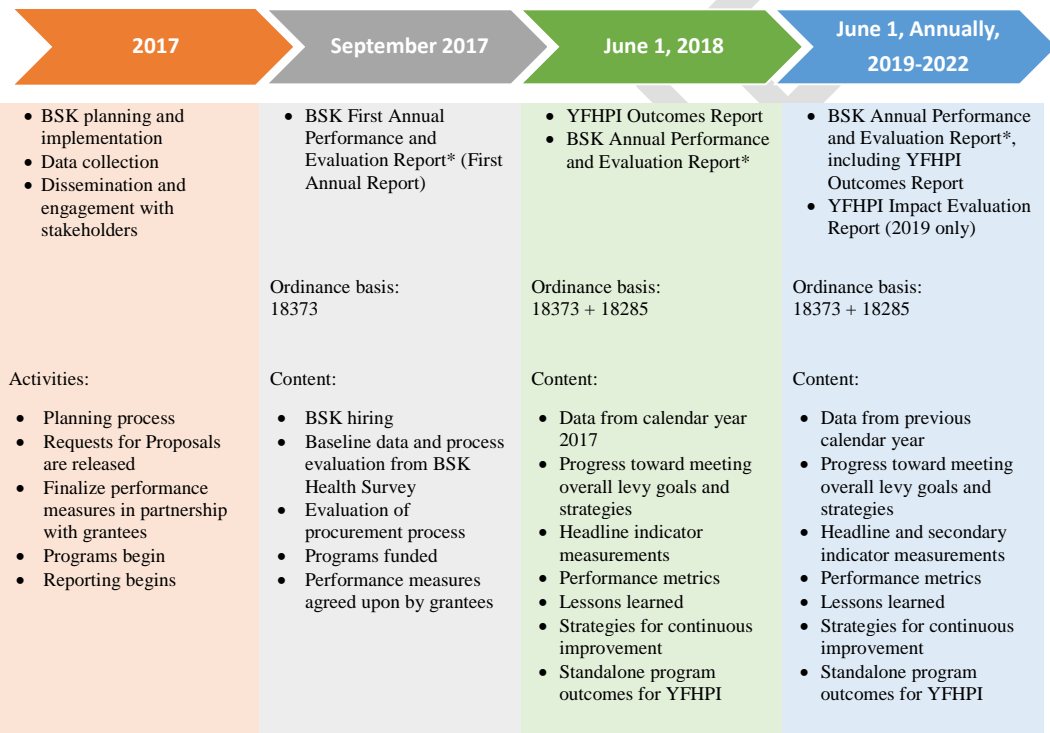 2017
September 2017
June 1, 2018
June 1, Annually,
2019-2022
• BSK planning and
implementation
• Data collection
• Dissemination and
engagement with
stakeholders
Activities:
• Planning process
• Requests for Proposals
are released
• Finalize performance
measures in partnership
with grantees
• Programs begin
• Reporting begins
• BSK First Annual
Performance and
Evaluation Report* (First
Annual Report)
Ordinance basis:
18373
Content:
• BSK hiring
• Baseline data and process
evaluation from BSK
Health Survey
• Evaluation of
procurement process
• Programs funded
• Performance measures
agreed upon by grantees
• YFHPI Outcomes Report
• BSK Annual Performance
and Evaluation Report*
Ordinance basis:
18373 + 18285
Content:
• Data from calendar year
2017
• Progress toward meeting
overall levy goals and
strategies
• Headline indicator
measurements
• Performance metrics
• Lessons learned
• Strategies for continuous
improvement
• Standalone program
outcomes for YFHPI
• BSK Annual Performance
and Evaluation Report*,
including YFHPI
Outcomes Report
• YFHPI Impact Evaluation
Report (2019 only)
Ordinance basis:
18373 + 18285
Content:
• Data from previous
calendar year
• Progress toward meeting
overall levy goals and
strategies
• Headline and secondary
indicator measurements
• Performance metrics
• Lessons learned
• Strategies for continuous
improvement
• Standalone program
outcomes for YFHPI